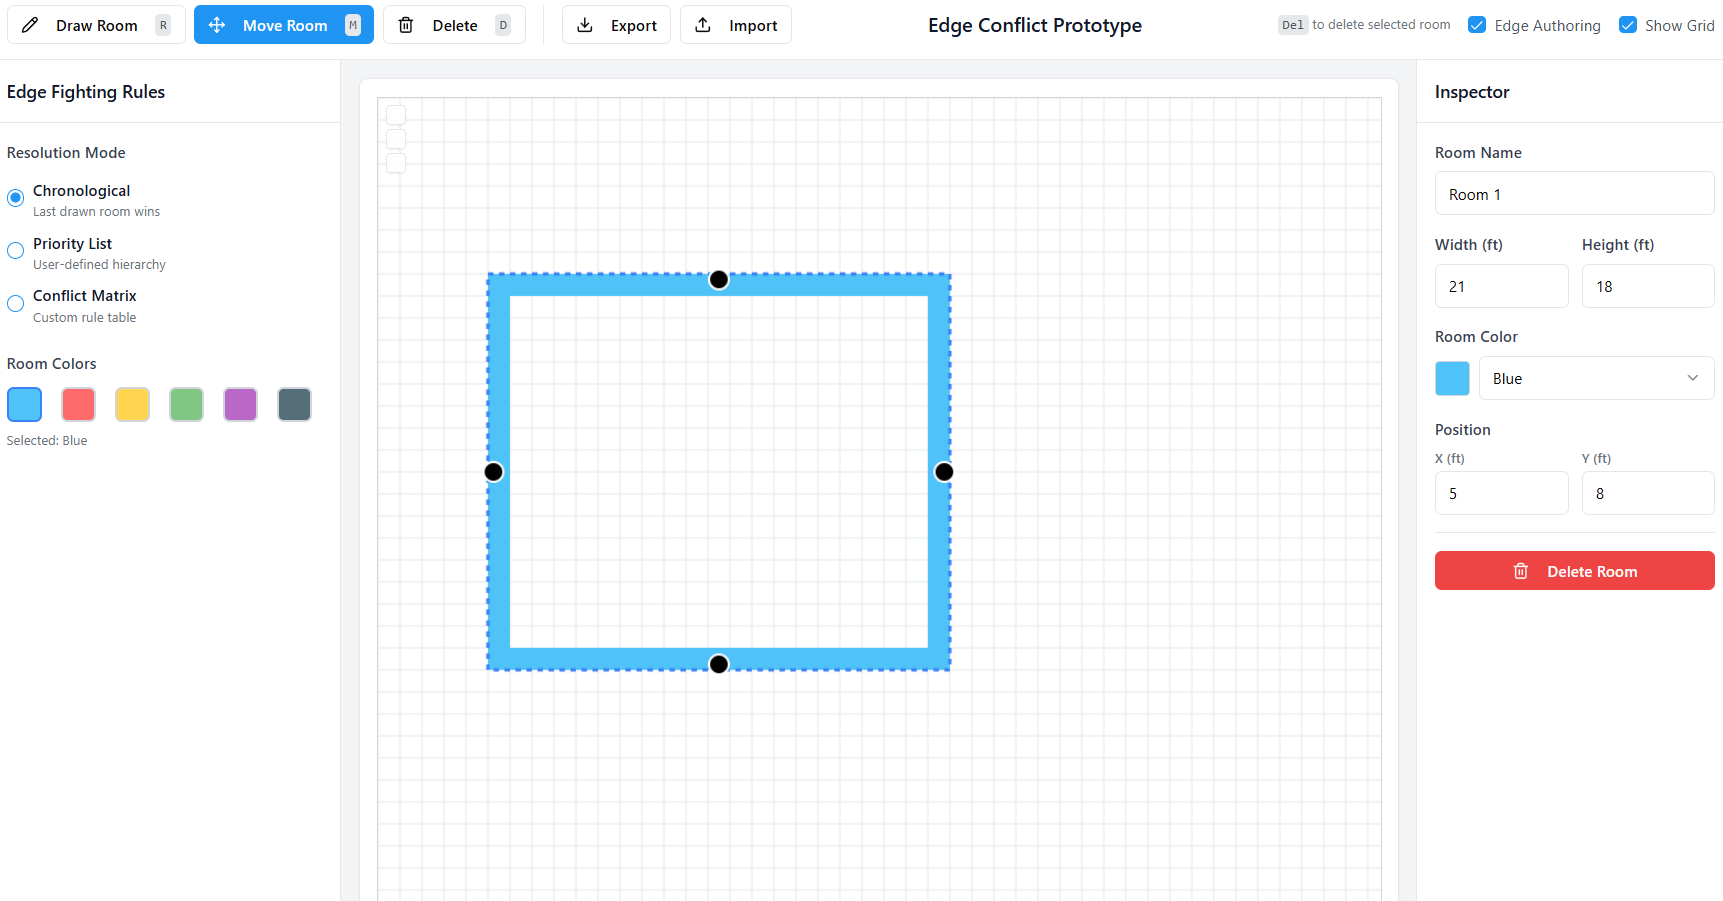 Draw Room R
Move Room M
Delete D
Export
Import
Edge Conflict Prototype
Del to delete selected room
Edge Authoring
Show Grid
Edge Fighting Rules
Resolution Mode
Chronological
Last drawn room wins
Priority List
User-defined hierarchy
Conflict Matrix
Custom rule table
Room Colors
Selected: Blue
Inspector
Room Name
Room 1
Width (ft) Height (ft)
21 18
Room Color
Blue
Position
X (ft) Y (ft)
5 8
Delete Room